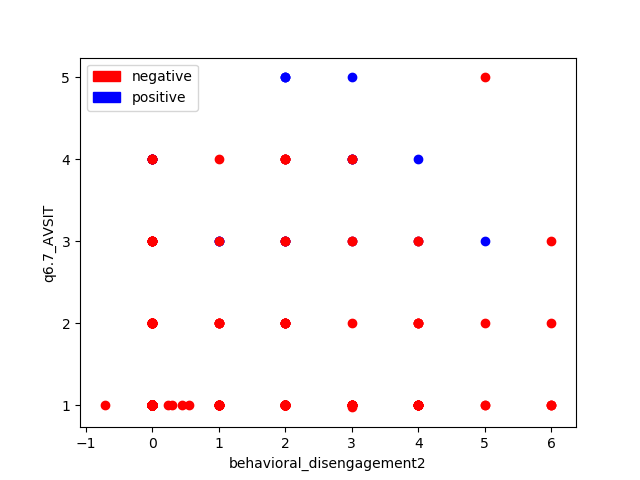 negative
positive
5
4
3
2
1
q6.7_AVSIT
−1 0 1 2 3 4 5 6
behavioral_disengagement2